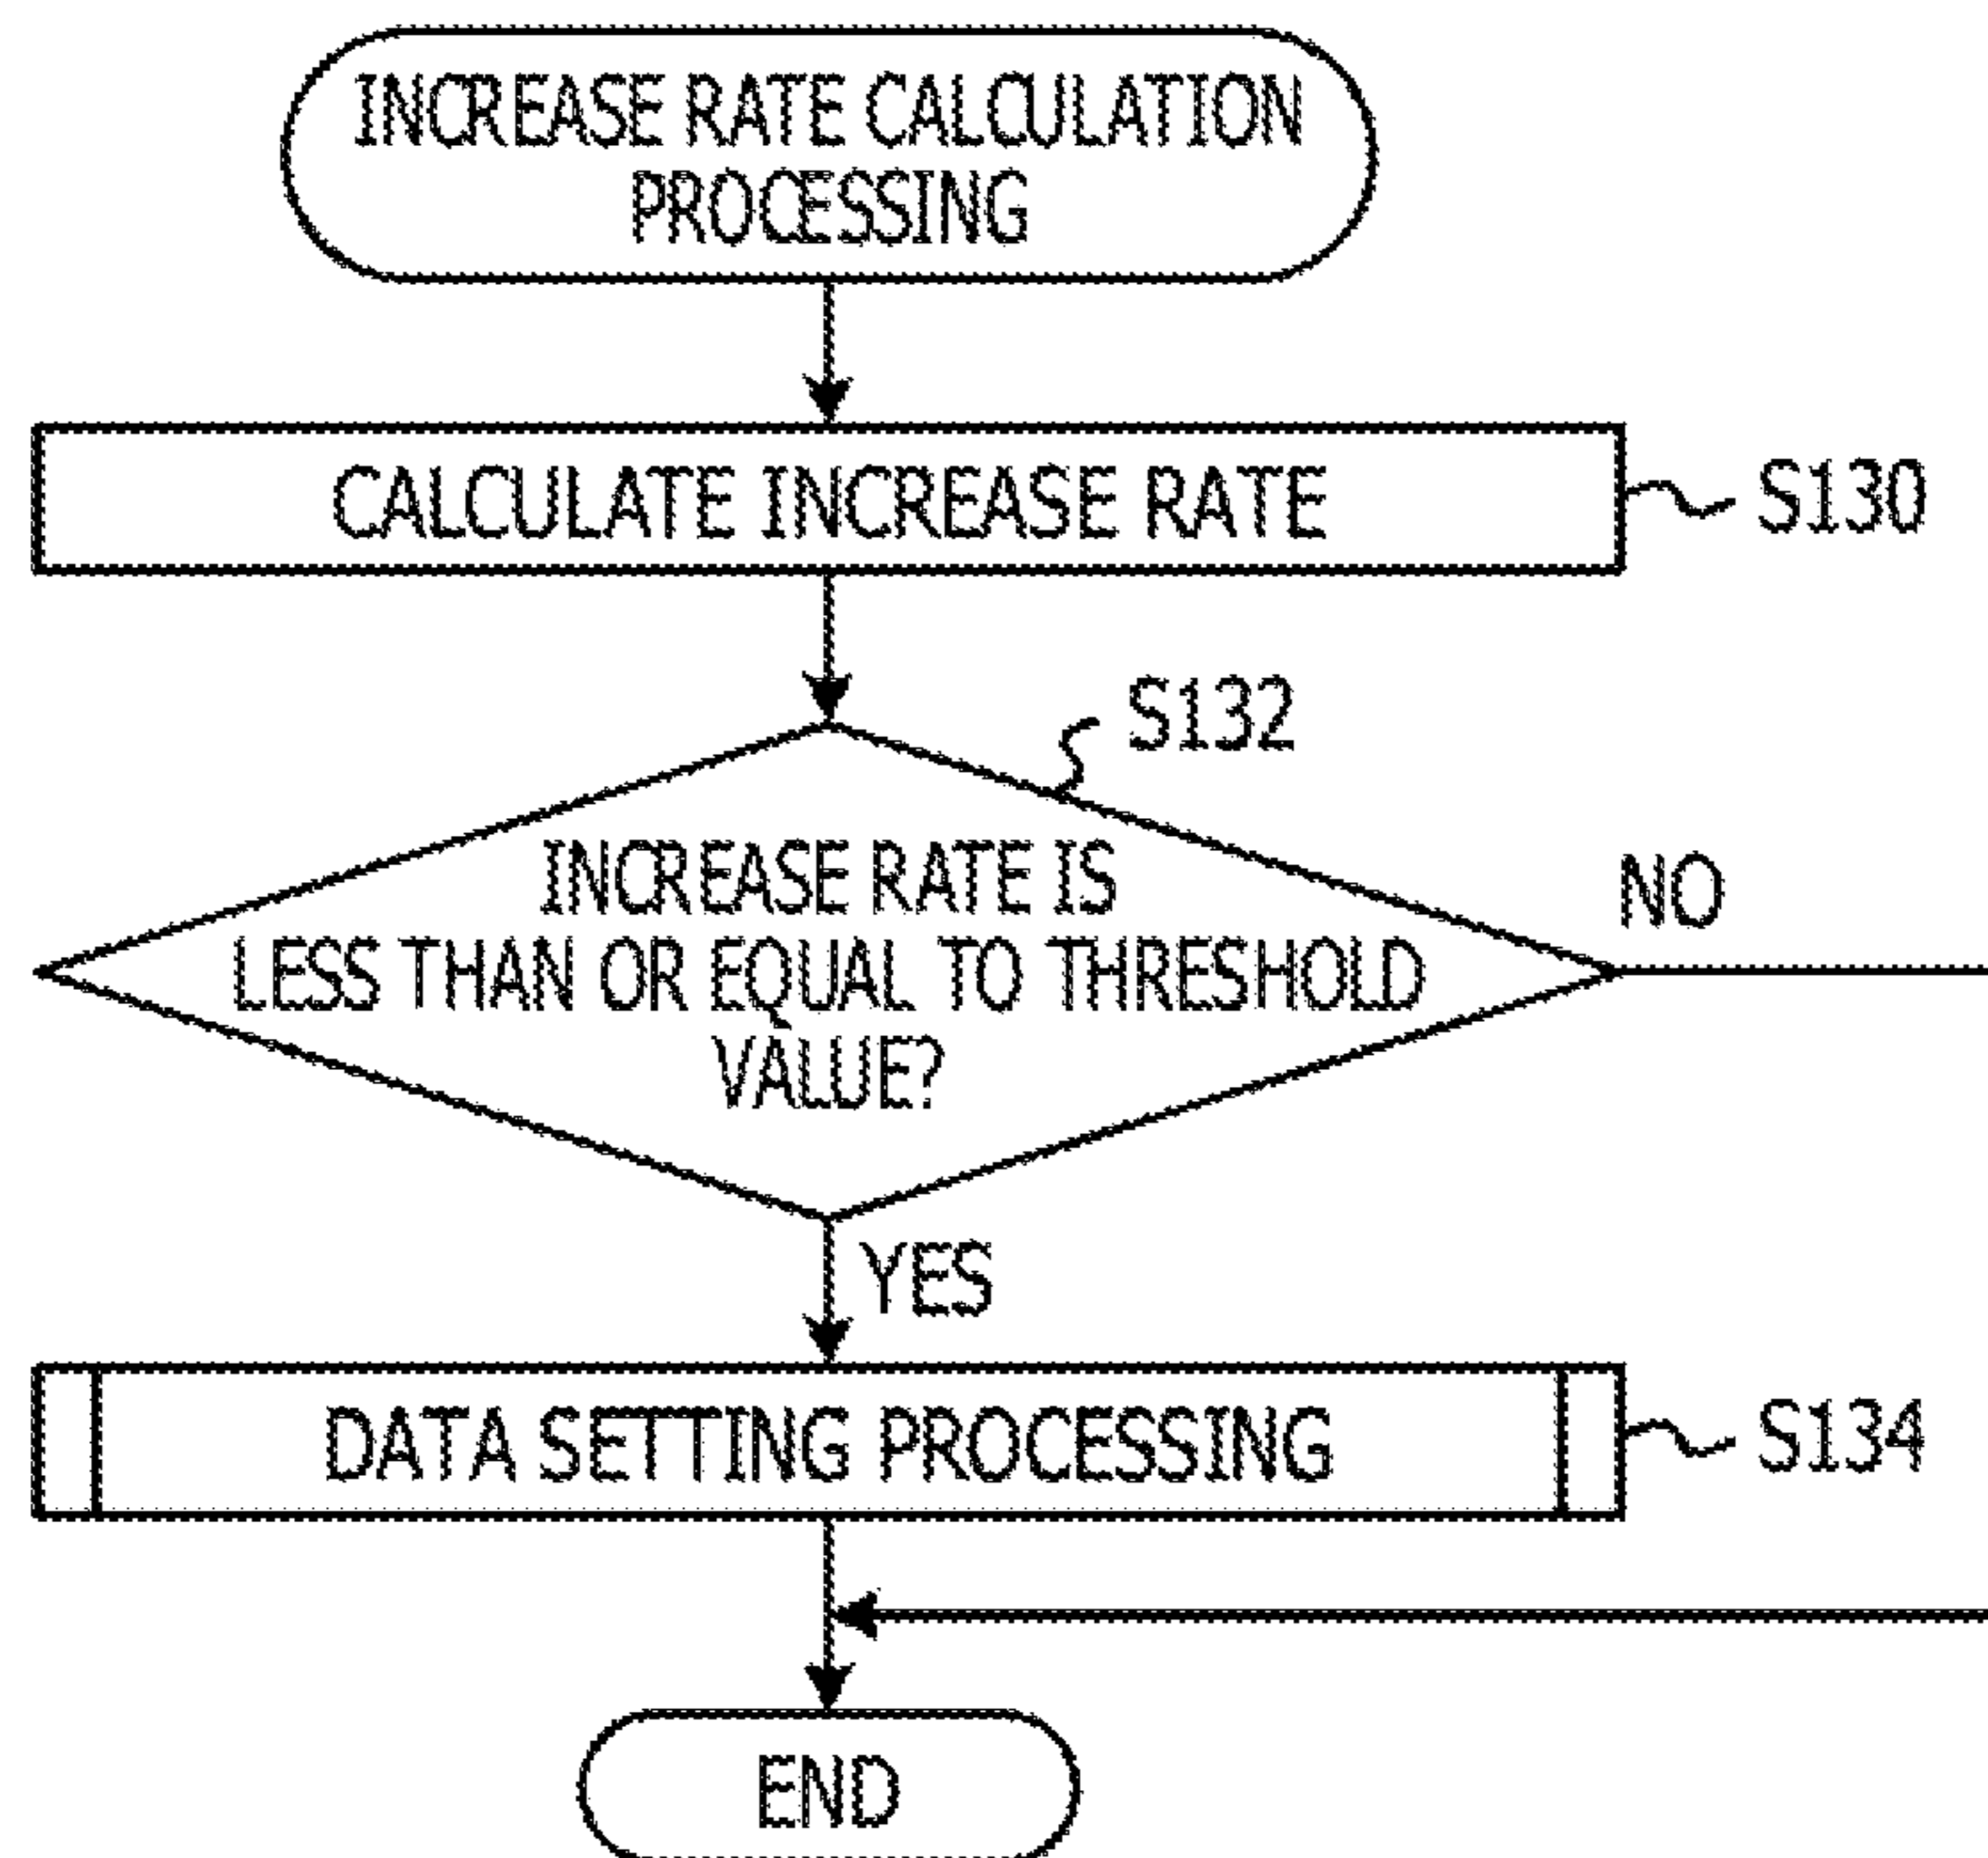 INCREASE RATE CALCULATION
PROCESSING
CALCULATE INCREASE RATE
S130
S132
INCREASE RATE IS
LESS THAN OR EQUAL TO THRESHOLD
VALUE?
NO
YES
DATA SETTING PROCESSING
S134
END